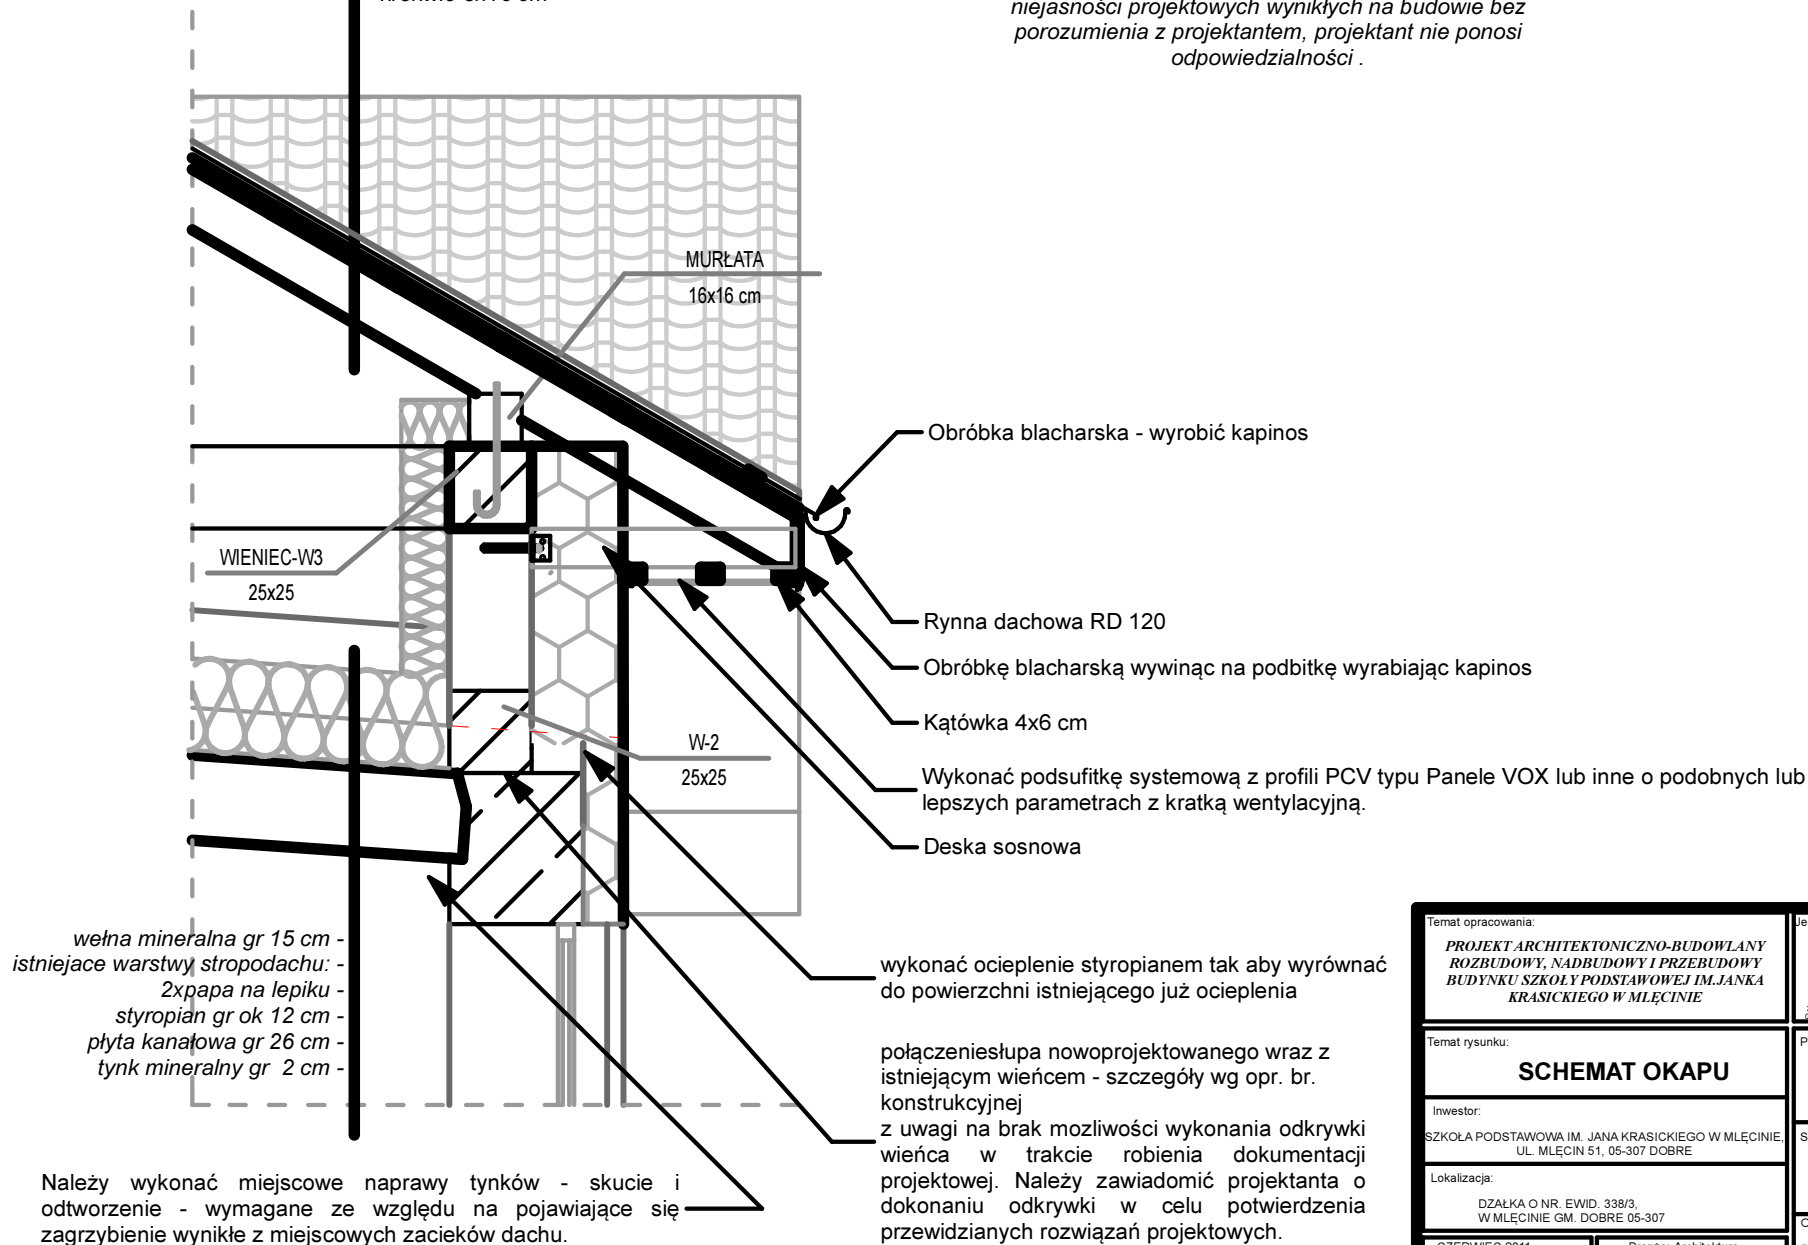 niejasności projektowych wynikłych na budowie bez
porozumienia z projektantem, projektant nie ponosi
odpowiedzialności .
MURŁATA
16x16 cm
Obróbka blacharska - wyrobić kapinos
WIENIEC-W3
25x25
Rynna dachowa RD 120
Obróbkę blacharską wywinąc na podbitkę wyrabiając kapinos
Kątówka 4x6 cm
W-2
25x25
Wykonać podsufitkę systemową z profili PCV typu Panele VOX lub inne o podobnych lub
lepszych parametrach z kratką wentylacyjną.
Deska sosnowa
wełna mineralna gr 15 cm -
istniejace warstwy stropodachu: -
2xpapa na lepiku -
styropian gr ok 12 cm -
płyta kanałowa gr 26 cm -
tynk mineralny gr 2 cm -
wykonać ocieplenie styropianem tak aby wyrównać
do powierzchni istniejącego już ocieplenia
połączeniesłupa nowoprojektowanego wraz z
istniejącym wieńcem - szczegóły wg opr. br.
konstrukcyjnej
z uwagi na brak mozliwości wykonania odkrywki
wieńca w trakcie robienia dokumentacji
projektowej. Należy zawiadomić projektanta o
dokonaniu odkrywki w celu potwierdzenia
przewidzianych rozwiązań projektowych.
Należy wykonać miejscowe naprawy tynków - skucie i
odtworzenie - wymagane ze względu na pojawiające się
zagrzybienie wynikłe z miejscowych zacieków dachu.
Temat opracowania:
PROJEKT ARCHITEKTONICZNO-BUDOWLANY
ROZBUDOWY, NADBUDOWY I PRZEBUDOWY
BUDYNKU SZKOŁY PODSTAWOWEJ IM.JANKA
KRASICKIEGO W MLĘCINIE
Temat rysunku:
SCHEMAT OKAPU
Inwestor:
SZKOŁA PODSTAWOWA IM. JANA KRASICKIEGO W MLĘCINIE,
UL. MLĘCIN 51, 05-307 DOBRE
Lokalizacja:
DZAŁKA O NR. EWID. 338/3,
W MLĘCINIE GM. DOBRE 05-307